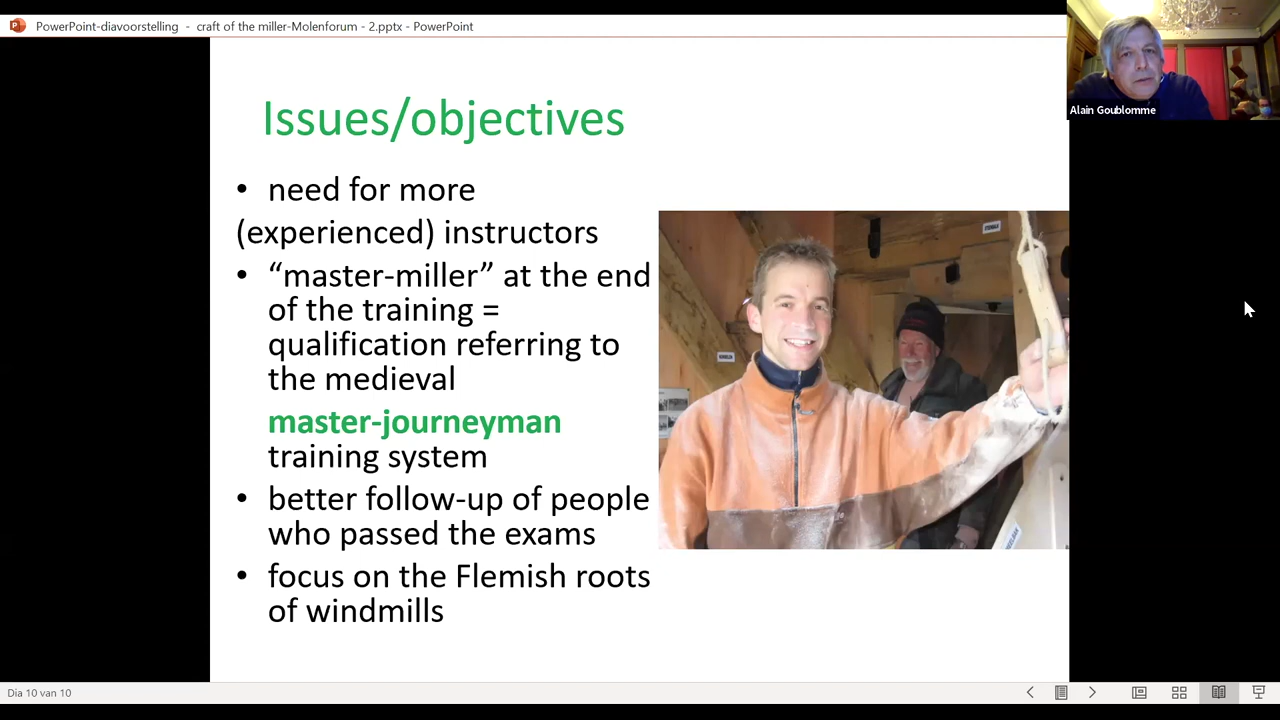 PowerPoint-diavoorstelling - craft of the miller-Molenforum - 2.pptx - PowerPoint
Alain Goublomme
Issues/objectives
• need for more
(experienced) instructors
• “master-miller” at the end
of the training =
qualification referring to
the medieval
master-journeyman
training system
• better follow-up of people
who passed the exams
• focus on the Flemish roots
of windmills
Dia 10 van 10